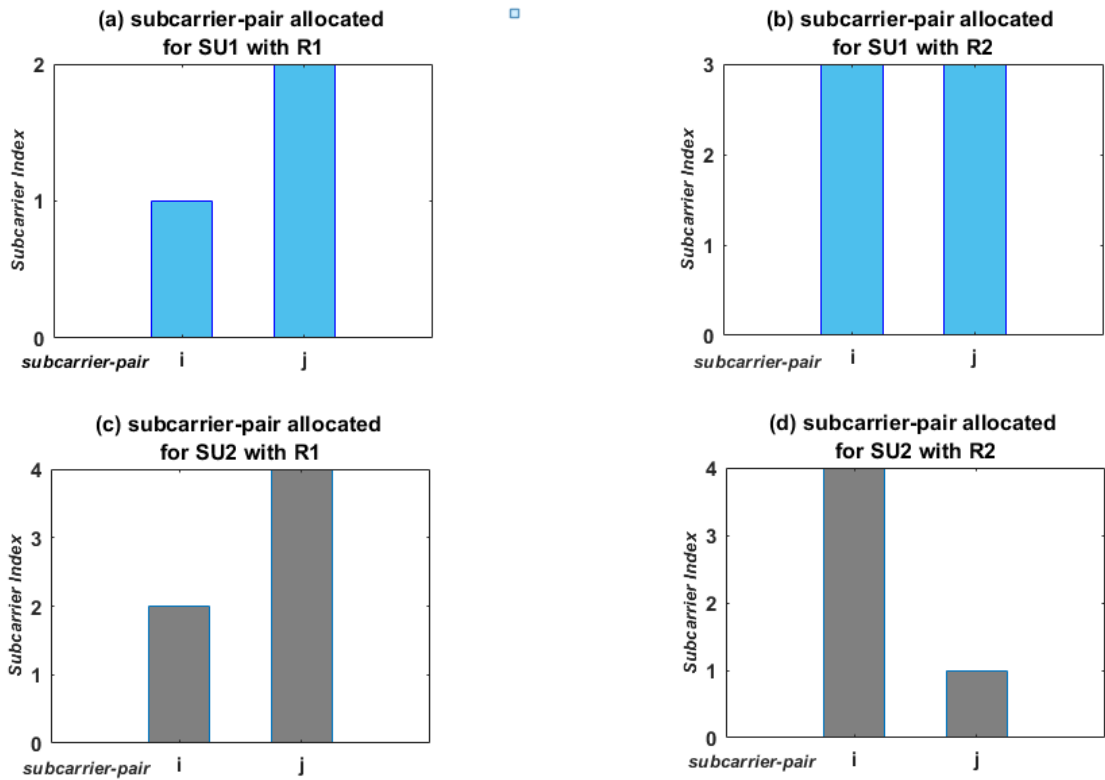 (a) subcarrier-pair allocated
for SU1 with R1
2
1
0
Subcarrier Index
subcarrier-pair i j
(b) subcarrier-pair allocated
for SU1 with R2
3
2
1
0
Subcarrier Index
subcarrier-pair i j
(c) subcarrier-pair allocated
for SU2 with R1
4
3
2
1
0
Subcarrier Index
subcarrier-pair i j
(d) subcarrier-pair allocated
for SU2 with R2
4
3
2
1
0
Subcarrier Index
subcarrier-pair i j